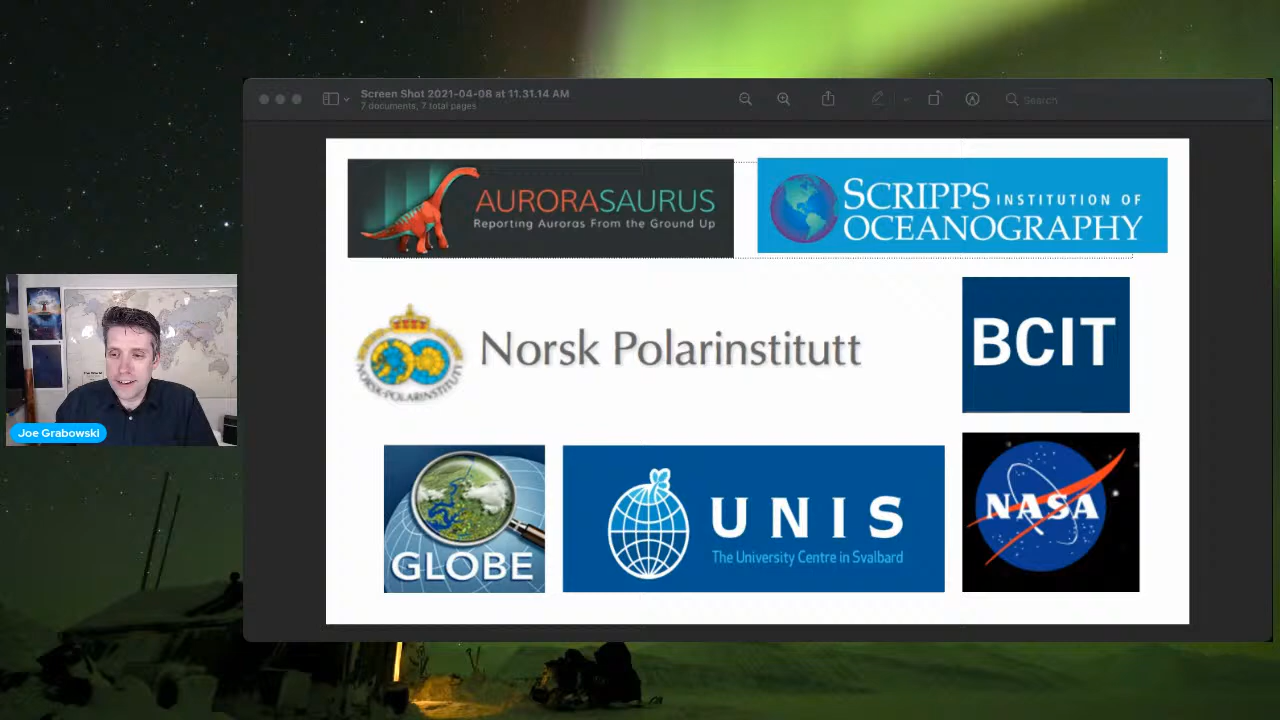 Screen Shot 2021-04-08 at 11.31.14 AM
7 documents, 7 total pages
Search
AURORASAURUS
Reporting Auroras From the Ground Up
SCRIPPS INSTITUTION OF
OCEANOGRAPHY
Norsk Polarinstitutt
NORSK POLARINSTITUTT
BCIT
Joe Grabowski
GLOBE
UNIS
The University Centre in Svalbard
NASA